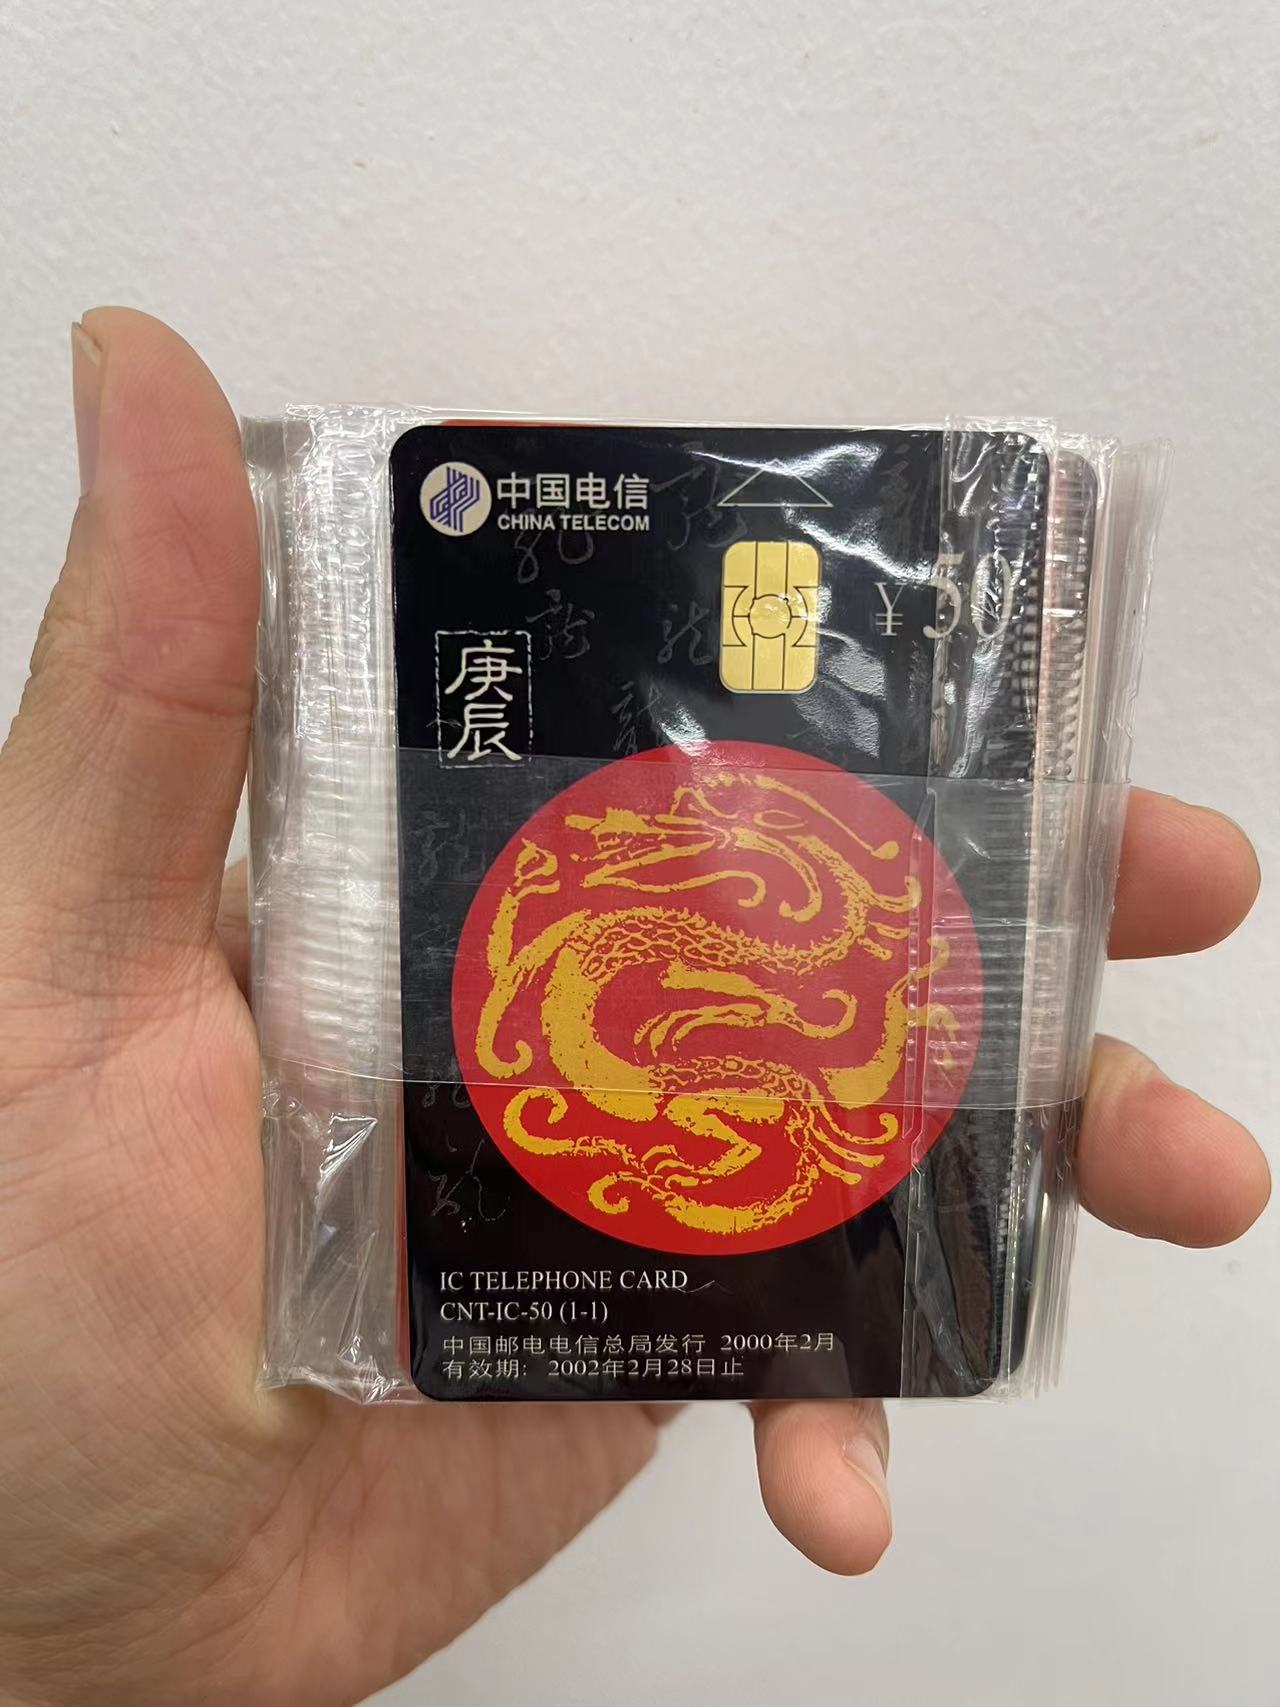 中国电信
CHINA TELECOM
¥50
庚辰
IC TELEPHONE CARD
CNT-IC-50 (1-1)
中国邮电电信总局发行 2000年2月
有效期: 2002年2月28日止